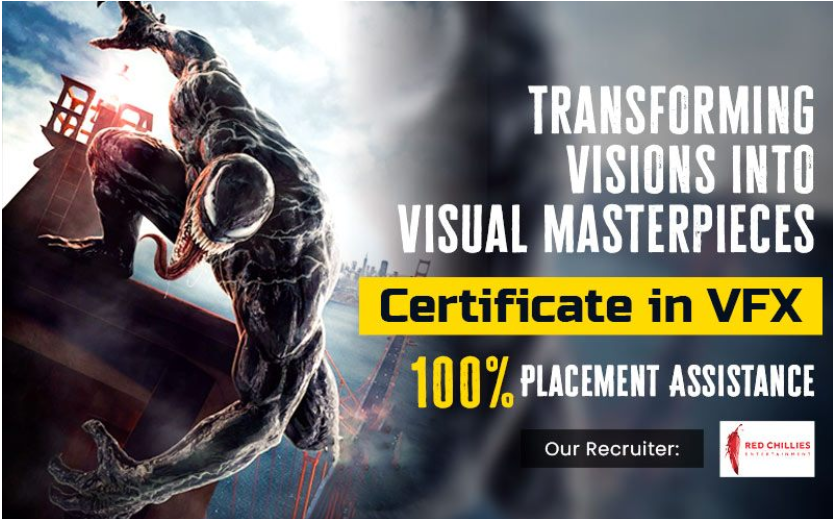 TRANSFORMING
VISIONS INTO
VISUAL MASTERPIECES
Certificate in VFX
100% PLACEMENT ASSISTANCE
Our Recruiter:
RED CHILLIES
ENTERTAINMENT